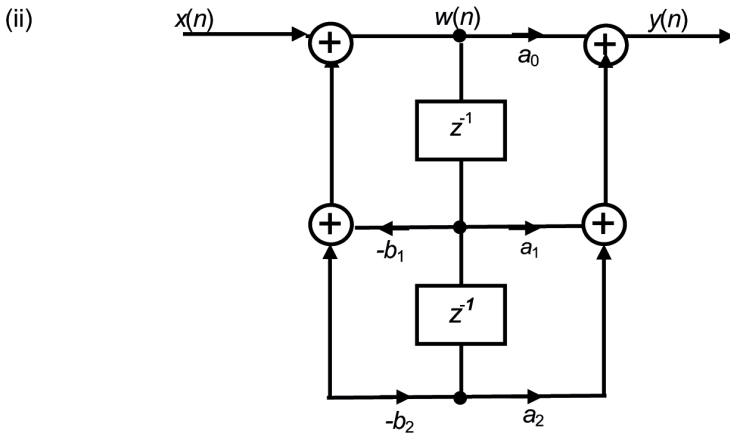 (ii)
x(n) w(n) y(n)
+ a₀ +
z⁻¹
+ -b₁ a₁ +
z⁻¹
-b₂ a₂